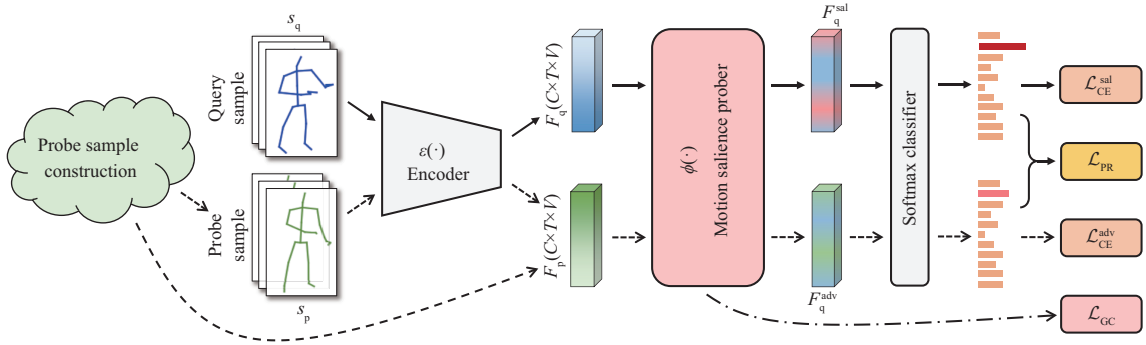 Probe sample
construction
s_q
Query
sample
Probe
sample
s_p
ε(·)
Encoder
F_q(C×T×V)
F_p(C×T×V)
ϕ(·)
Motion salience prober
F_q^sal
F_q^adv
Softmax classifier
ℒ_CE^sal
ℒ_PR
ℒ_CE^adv
ℒ_GC